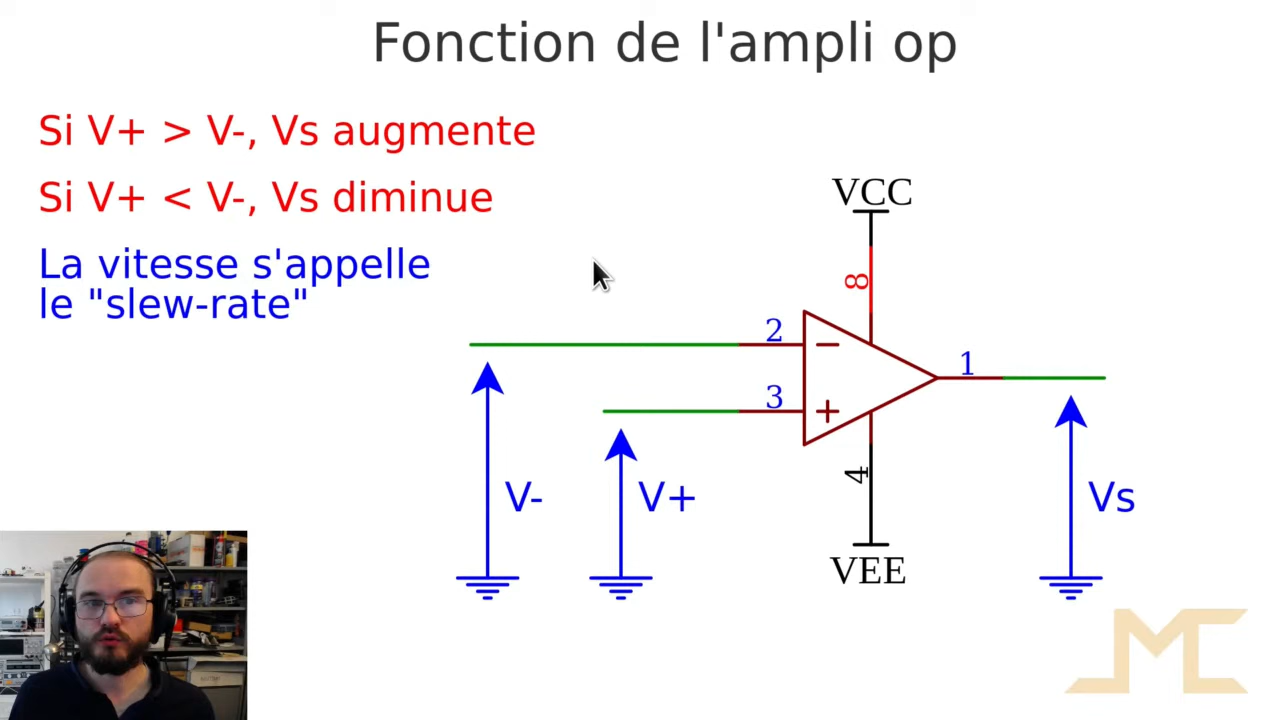 Fonction de l'ampli op
Si V+ > V-, Vs augmente
Si V+ < V-, Vs diminue
La vitesse s'appelle
le "slew-rate"
VCC
8
2
−
1
3
+
4
V-
V+
Vs
VEE
MC